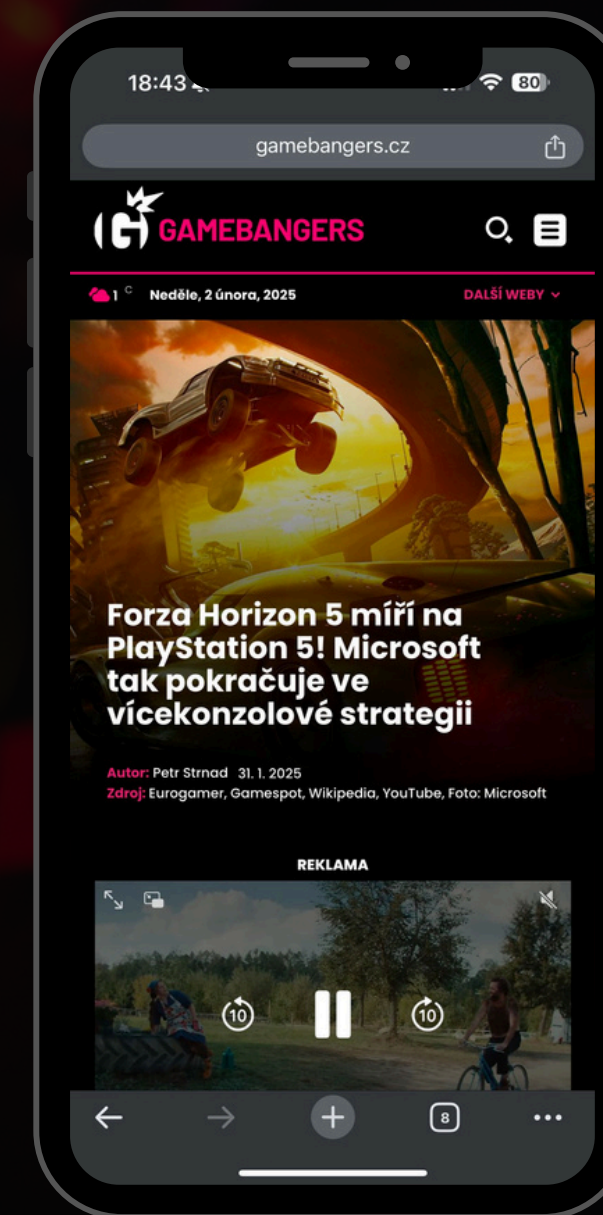 18:43
80
gamebangers.cz
GAMEBANGERS
1 C Neděle, 2 února, 2025
DALŠÍ WEBY
Forza Horizon 5 míří na
PlayStation 5! Microsoft
tak pokračuje ve
vícekonzolové strategii
Autor: Petr Strnad 31. 1. 2025
Zdroj: Eurogamer, Gamespot, Wikipedia, YouTube, Foto: Microsoft
REKLAMA
10
10
8